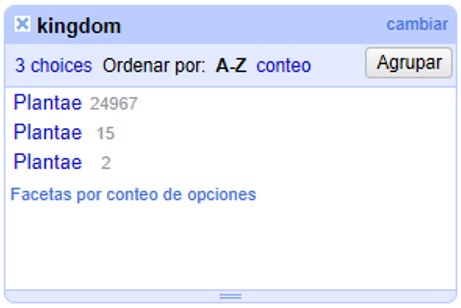 kingdom cambiar
3 choices Ordenar por: A-Z conteo Agrupar
Plantae 24967
Plantae 15
Plantae 2
Facetas por conteo de opciones